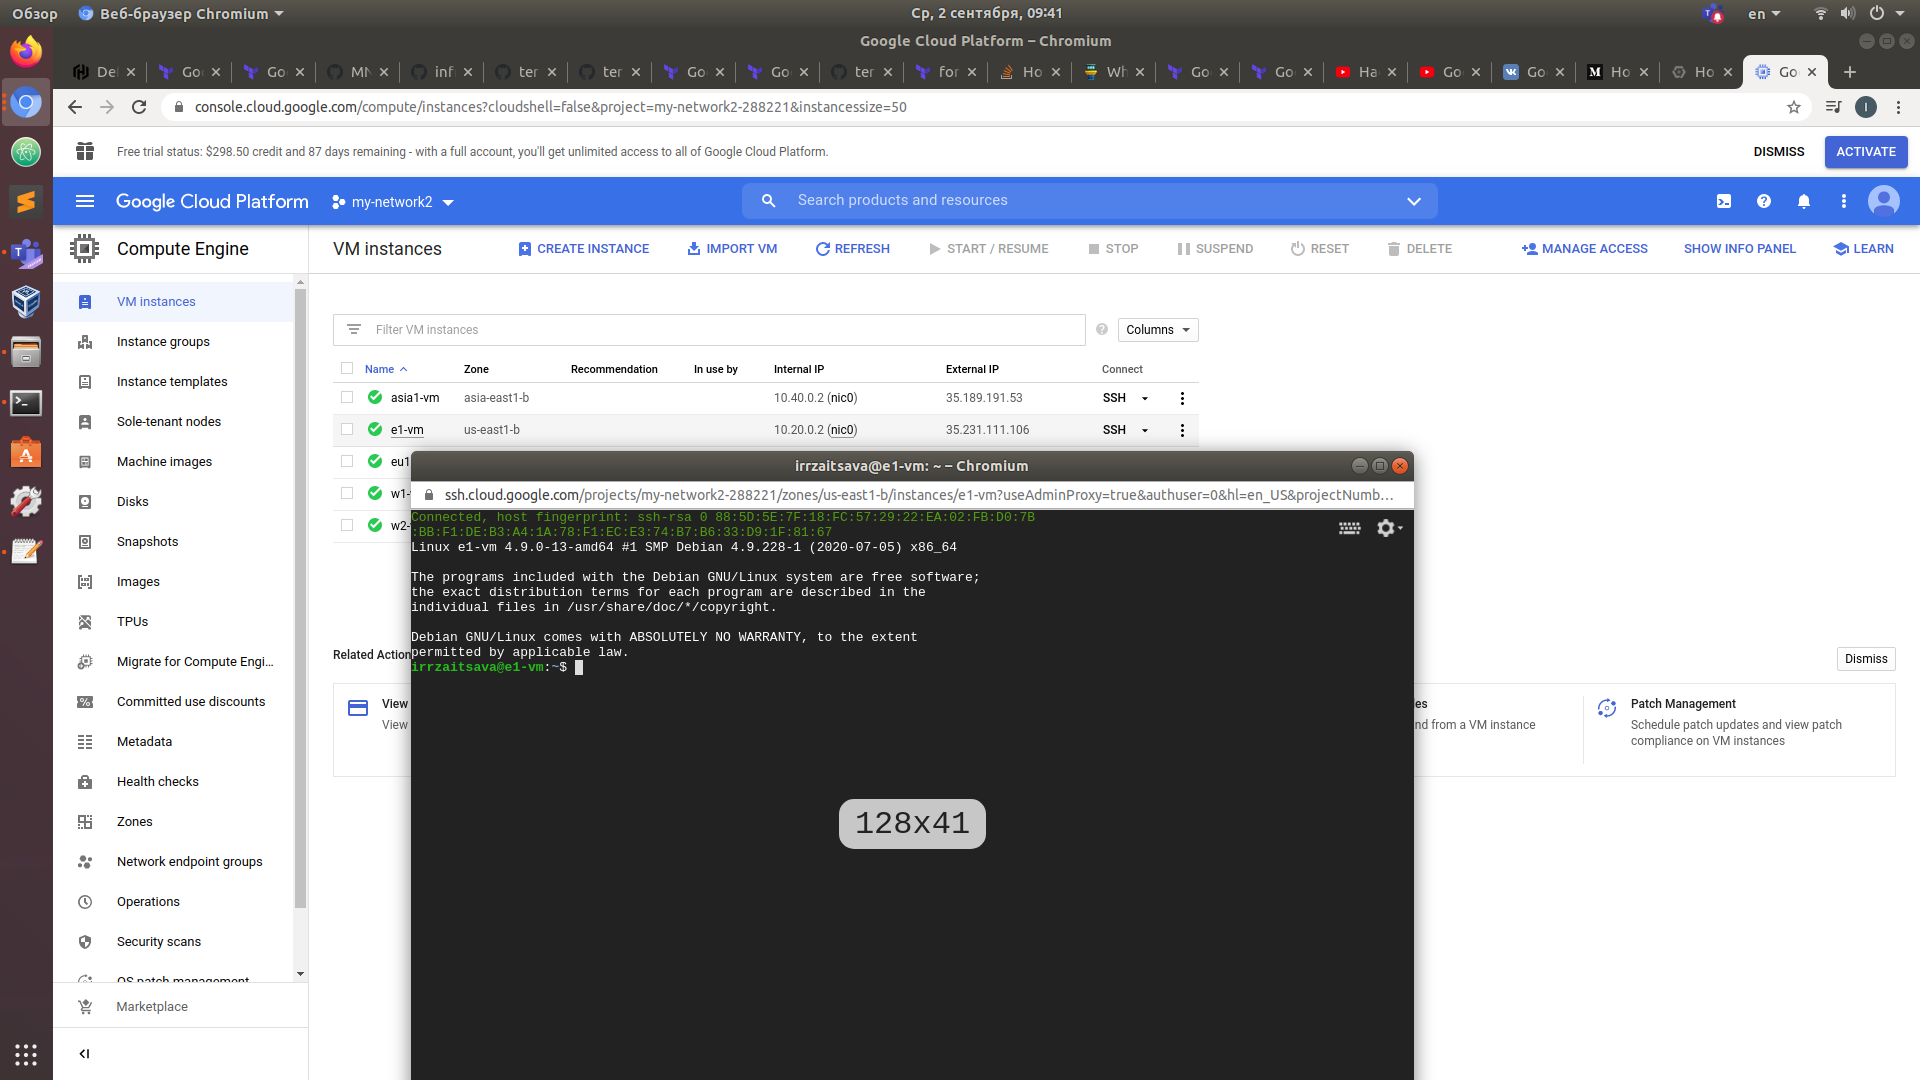 Обзор
Веб-браузер Chromium
Ср, 2 сентября, 09:41
en
Google Cloud Platform – Chromium
Goo
Goo
MN
infr
terr
terr
Goo
Goo
terr
for
Ho
Wh
Goo
Goo
Goo
Goo
Ho
Ho
Goo
console.cloud.google.com/compute/instances?cloudshell=false&project=my-network2-288221&instancessize=50
I
Free trial status: $298.50 credit and 87 days remaining - with a full account, you'll get unlimited access to all of Google Cloud Platform.
DISMISS
ACTIVATE
Google Cloud Platform
my-network2
Search products and resources
Compute Engine
VM instances
CREATE INSTANCE
IMPORT VM
REFRESH
START / RESUME
STOP
SUSPEND
RESET
DELETE
MANAGE ACCESS
SHOW INFO PANEL
LEARN
VM instances
Instance groups
Instance templates
Sole-tenant nodes
Machine images
Disks
Snapshots
Images
TPUs
Migrate for Compute Engi...
Committed use discounts
Metadata
Health checks
Zones
Network endpoint groups
Operations
Security scans
OS patch management
Marketplace
Filter VM instances
Columns
Name Zone Recommendation In use by Internal IP External IP Connect
asia1-vm asia-east1-b 10.40.0.2 (nic0) 35.189.191.53 SSH
e1-vm us-east1-b 10.20.0.2 (nic0) 35.231.111.106 SSH
eu1
w1-
w2-
Related Action
Dismiss
View
View
les
nd from a VM instance
Patch Management
Schedule patch updates and view patch
compliance on VM instances
irrzaitsava@e1-vm: ~ – Chromium
ssh.cloud.google.com/projects/my-network2-288221/zones/us-east1-b/instances/e1-vm?useAdminProxy=true&authuser=0&hl=en_US&projectNumb...
Connected, host fingerprint: ssh-rsa 0 88:5D:5E:7F:18:FC:57:29:22:EA:02:FB:D0:7B
:BB:F1:DE:B3:A4:1A:78:F1:EC:E3:74:B7:B6:33:D9:1F:81:67
Linux e1-vm 4.9.0-13-amd64 #1 SMP Debian 4.9.228-1 (2020-07-05) x86_64
The programs included with the Debian GNU/Linux system are free software;
the exact distribution terms for each program are described in the
individual files in /usr/share/doc/*/copyright.
Debian GNU/Linux comes with ABSOLUTELY NO WARRANTY, to the extent
permitted by applicable law.
irrzaitsava@e1-vm:~$
128x41